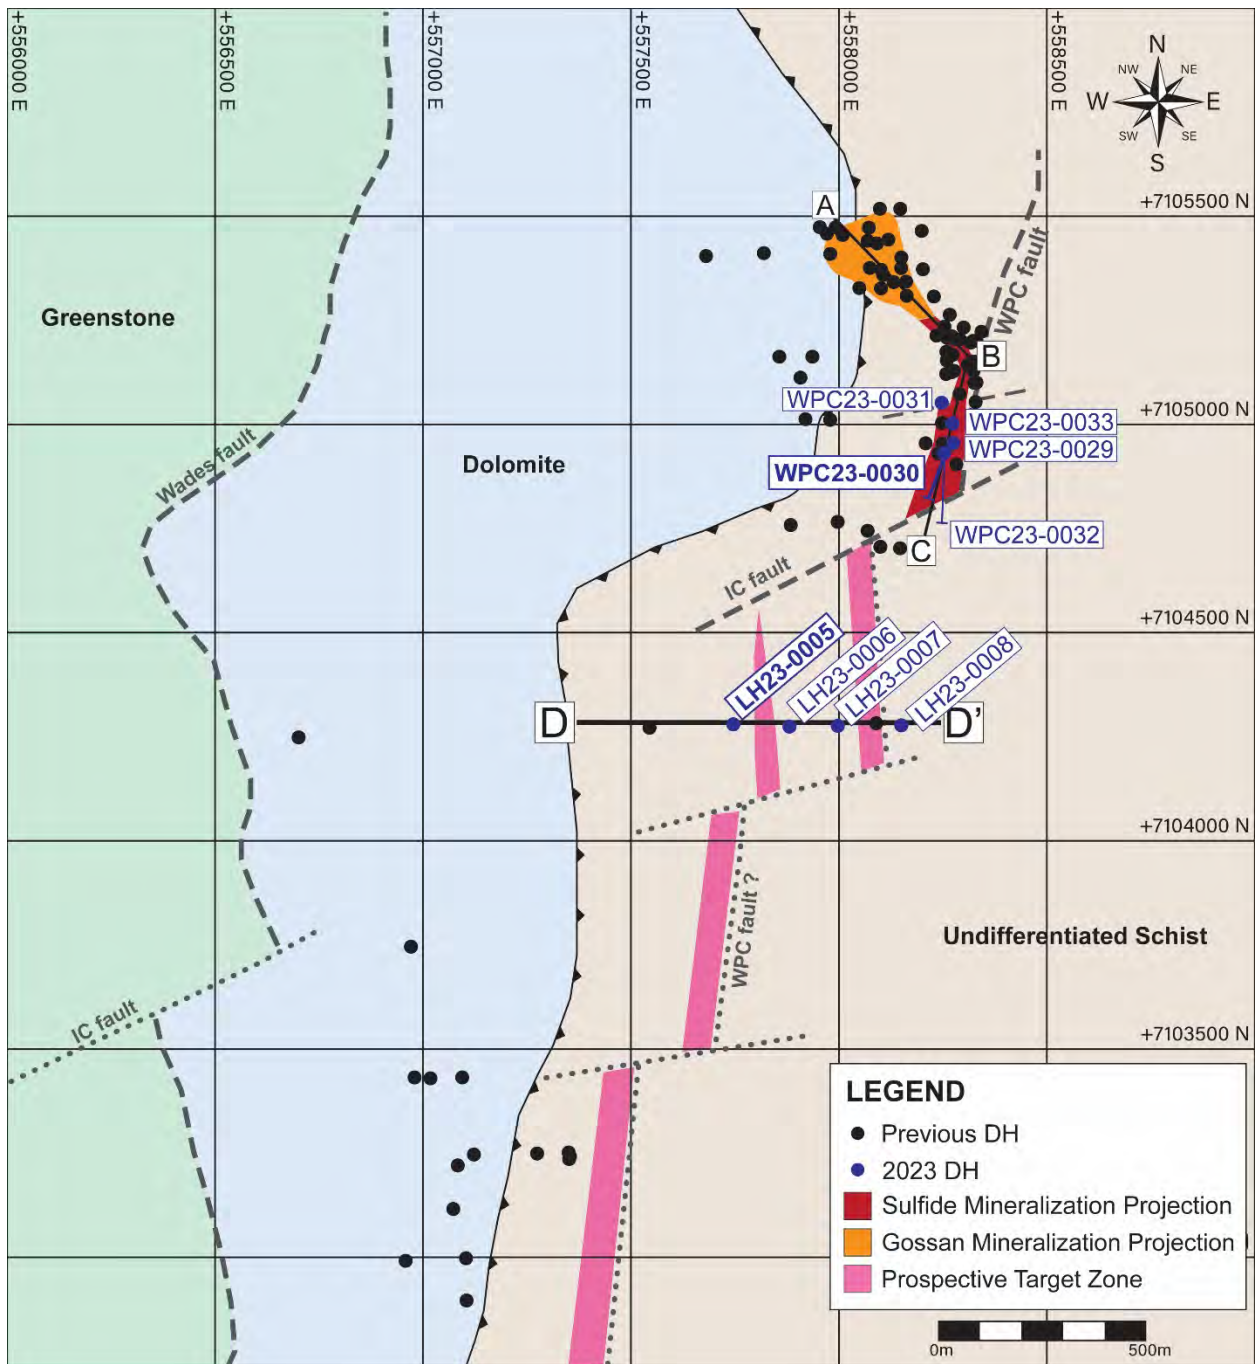 +556000 E
+556500 E
+557000 E
+557500 E
+558000 E
+558500 E
N
NW
NE
W
E
SW
SE
S
+7105500 N
A
WPC fault
Greenstone
B
WPC23-0031
+7105000 N
WPC23-0033
WPC23-0029
Wades fault
Dolomite
WPC23-0030
WPC23-0032
C
IC fault
+7104500 N
LH23-0005
LH23-0006
LH23-0007
LH23-0008
D
D’
+7104000 N
WPC fault ?
Undifferentiated Schist
IC fault
+7103500 N
LEGEND
Previous DH
2023 DH
Sulfide Mineralization Projection
Gossan Mineralization Projection
Prospective Target Zone
0m
500m